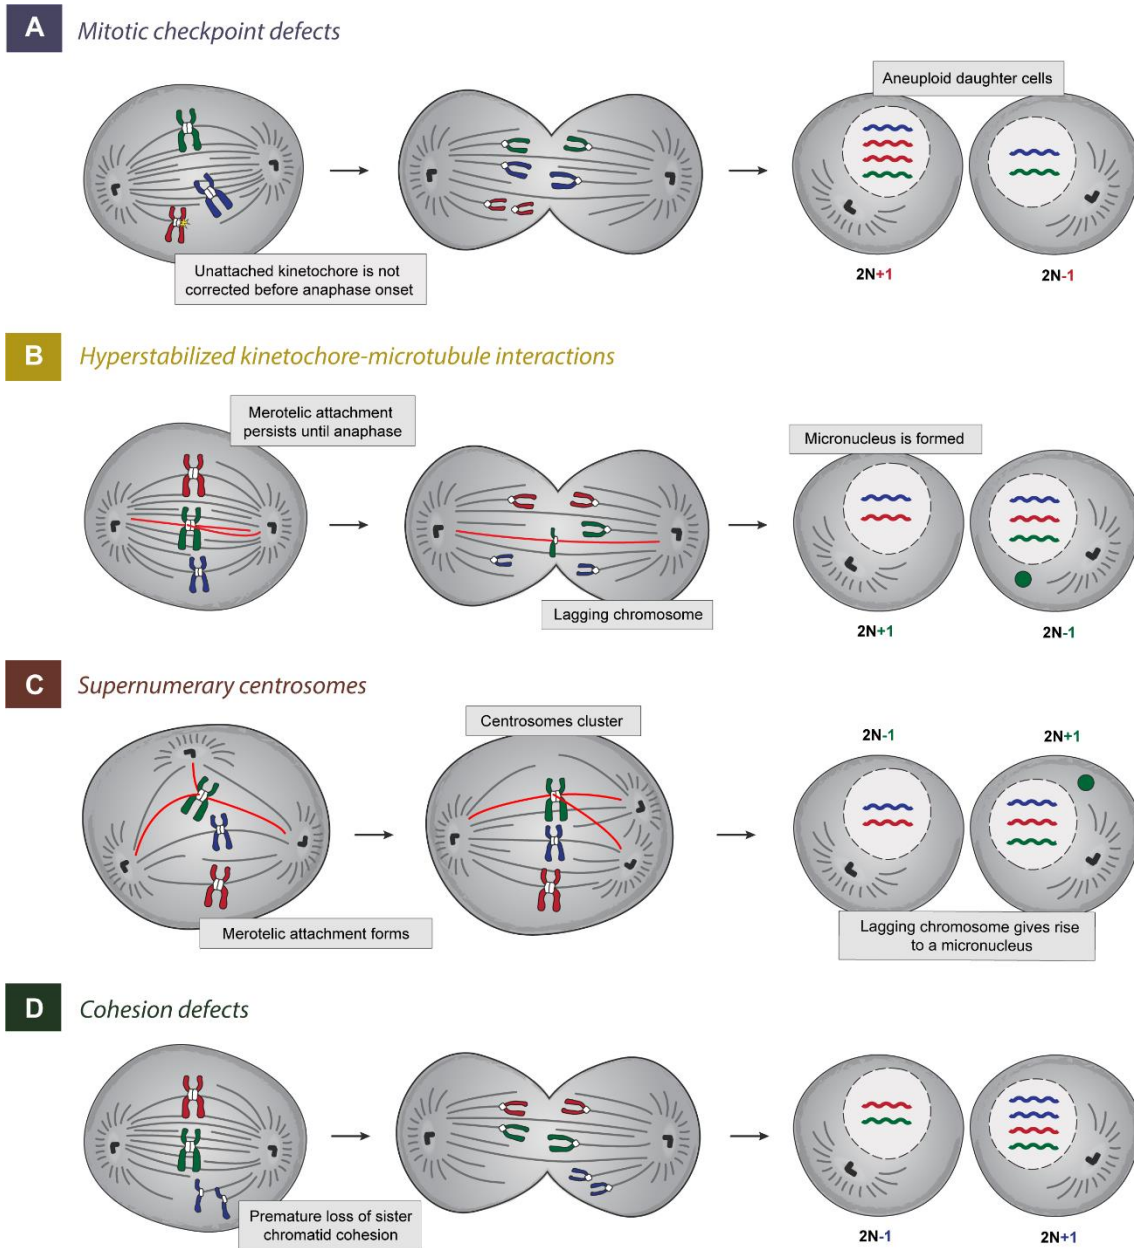 A Mitotic checkpoint defects
Aneuploid daughter cells
Unattached kinetochore is not
corrected before anaphase onset
2N+1
2N-1
B Hyperstabilized kinetochore-microtubule interactions
Merotelic attachment
persists until anaphase
Micronucleus is formed
Lagging chromosome
2N+1
2N-1
C Supernumerary centrosomes
Centrosomes cluster
2N-1
2N+1
Merotelic attachment forms
Lagging chromosome gives rise
to a micronucleus
D Cohesion defects
Premature loss of sister
chromatid cohesion
2N-1
2N+1